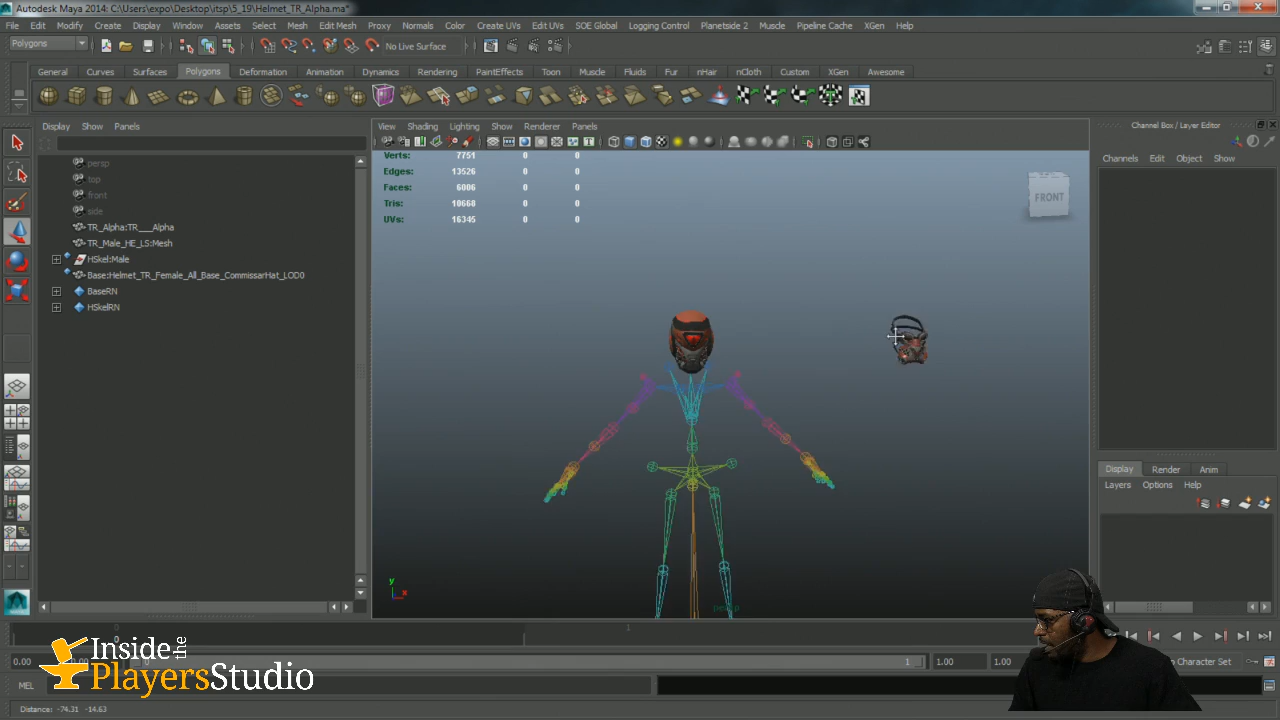 Autodesk Maya 2014: C:\Users\expo\Desktop\itsp\5_19\Helmet_TR_Alpha.ma*
File Edit Modify Create Display Window Assets Select Mesh Edit Mesh Proxy Normals Color Create UVs Edit UVs SOE Global Logging Control Planetside 2 Muscle Pipeline Cache XGen Help
Polygons No Live Surface
General Curves Surfaces Polygons Deformation Animation Dynamics Rendering PaintEffects Toon Muscle Fluids Fur nHair nCloth Custom XGen Awesome
Display Show Panels
View Shading Lighting Show Renderer Panels
Channel Box / Layer Editor
Channels Edit Object Show
persp
top
front
side
TR_Alpha:TR___Alpha
TR_Male_HE_LS:Mesh
HSkel:Male
Base:Helmet_TR_Female_All_Base_CommissarHat_LOD0
BaseRN
HSkelRN
Verts: 7751 0 0
Edges: 13526 0 0
Faces: 6006 0 0
Tris: 10668 0 0
UVs: 16345 0 0
FRONT
y
x
Display Render Anim
Layers Options Help
0
1
0.00
0
1
1.00
1.00
Character Set
MEL
Inside the
PlayersStudio
Distance: -74.31 -14.63